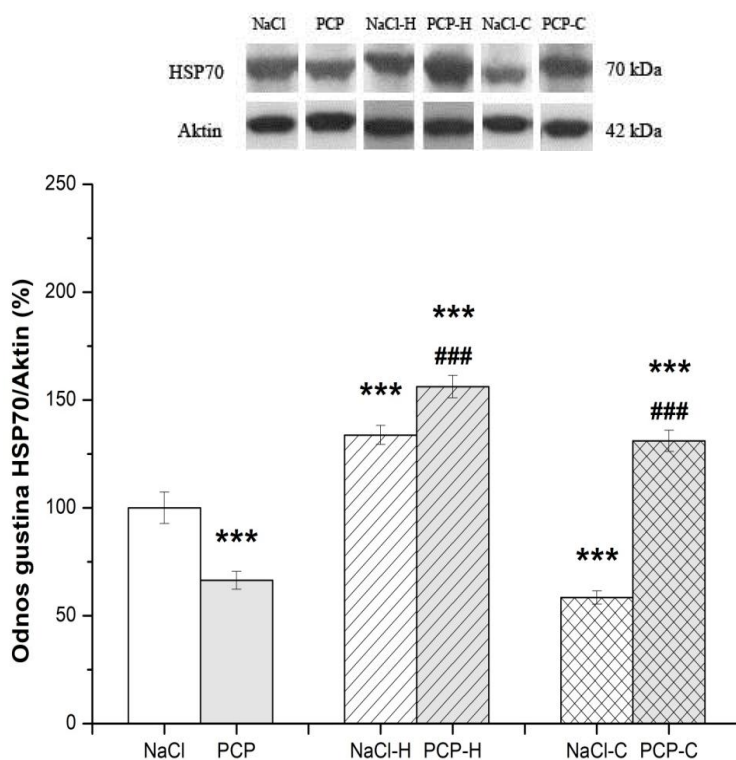 NaCl PCP NaCl-H PCP-H NaCl-C PCP-C
HSP70 70 kDa
Aktin 42 kDa
Odnos gustina HSP70/Aktin (%)
250
200
150
100
50
0
***
***
***
###
***
***
###
NaCl PCP NaCl-H PCP-H NaCl-C PCP-C